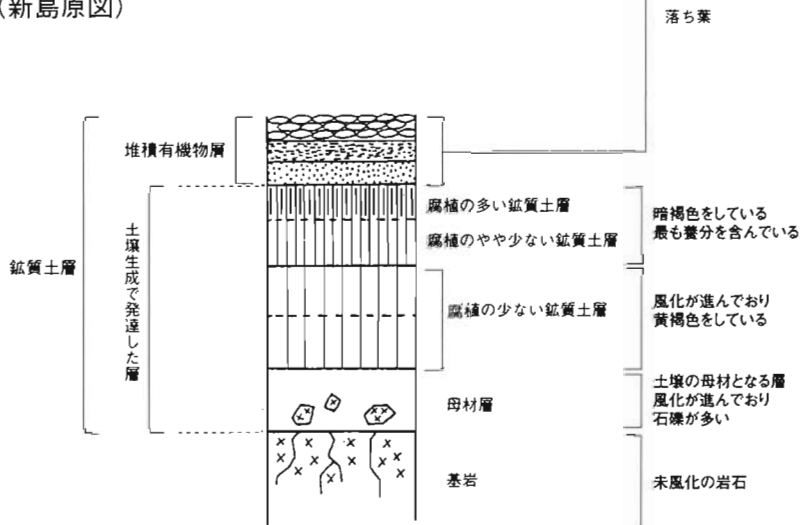 (新島原図)
落ち葉
堆積有機物層
鉱質土層
土壌生成で発達した層
腐植の多い鉱質土層
腐植のやや少ない鉱質土層
腐植の少ない鉱質土層
母材層
基岩
暗褐色をしている
最も養分を含んでいる
風化が進んでおり
黄褐色をしている
土壌の母材となる層
風化が進んでおり
石礫が多い
未風化の岩石